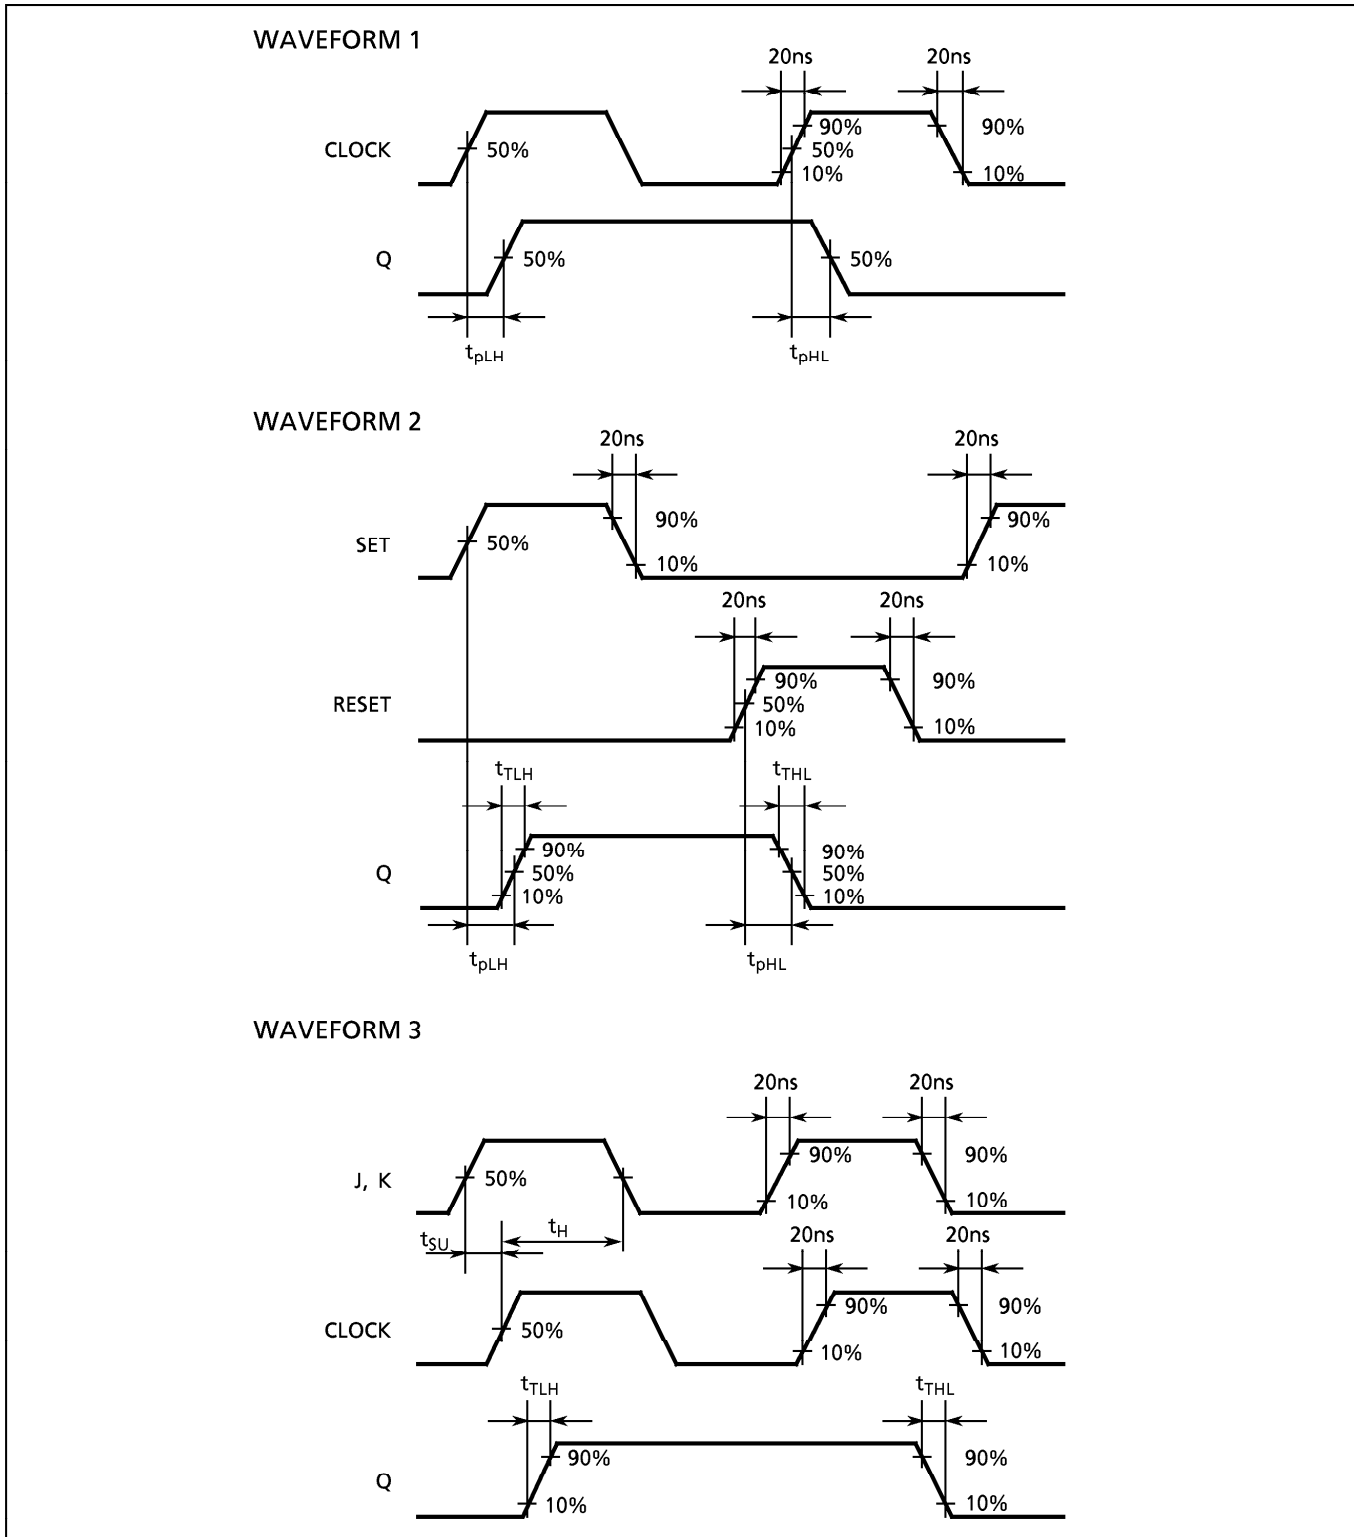 WAVEFORM 1
20ns 20ns
90% 90%
CLOCK 50% 50%
10% 10%
Q 50% 50%
tpLH tpHL
WAVEFORM 2
20ns 20ns
90% 90%
SET 50%
10% 10%
20ns 20ns
90% 90%
RESET 50%
10% 10%
tTLH tTHL
90% 90%
Q 50% 50%
10% 10%
tpLH tpHL
WAVEFORM 3
20ns 20ns
90% 90%
J, K 50%
10% 10%
tSU tH 20ns 20ns
90% 90%
CLOCK 50%
10% 10%
tTLH tTHL
90% 90%
Q
10% 10%